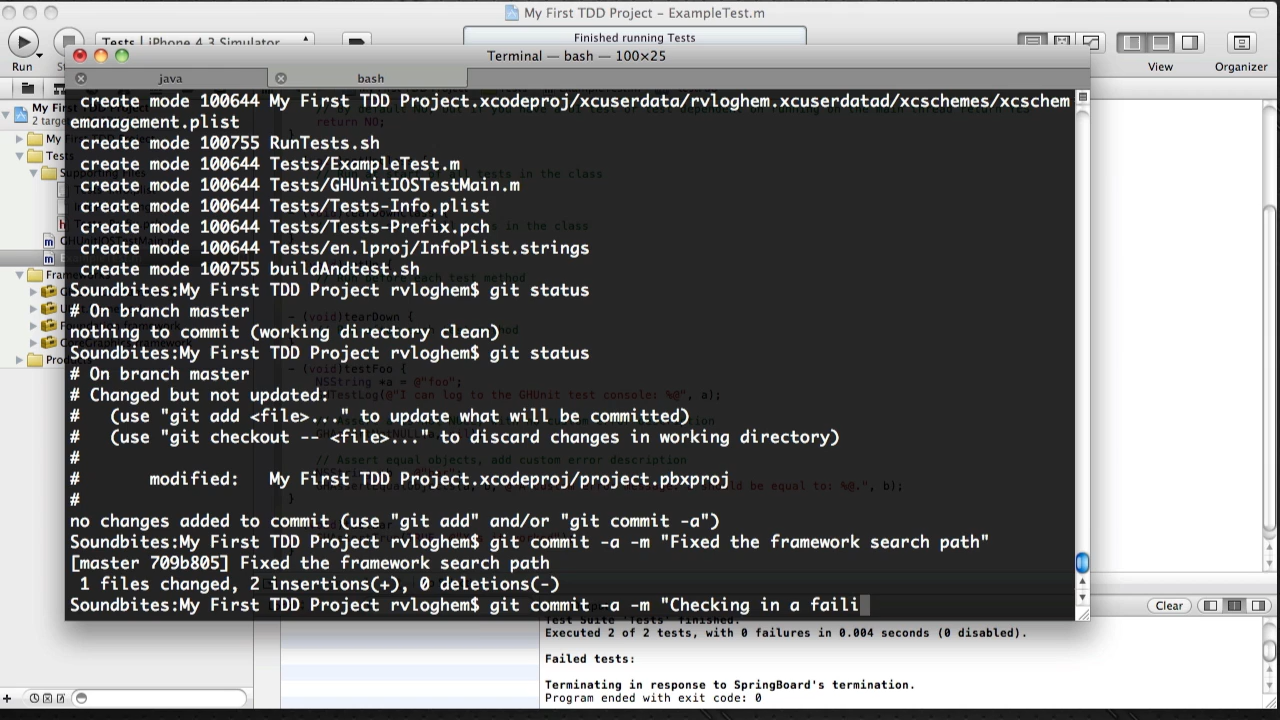 My First TDD Project – ExampleTest.m
Tests | iPhone 4.3 Simulator
Finished running Tests
Run
View
Organizer
Terminal — bash — 100×25
java
bash
create mode 100644 My First TDD Project.xcodeproj/xcuserdata/rvloghem.xcuserdatad/xcschemes/xcschem
emanagement.plist
create mode 100755 RunTests.sh
create mode 100644 Tests/ExampleTest.m
create mode 100644 Tests/GHUnitIOSTestMain.m
create mode 100644 Tests/Tests-Info.plist
create mode 100644 Tests/Tests-Prefix.pch
create mode 100644 Tests/en.lproj/InfoPlist.strings
create mode 100755 buildAndtest.sh
Soundbites:My First TDD Project rvloghem$ git status
# On branch master
nothing to commit (working directory clean)
Soundbites:My First TDD Project rvloghem$ git status
# On branch master
# Changed but not updated:
#   (use "git add <file>..." to update what will be committed)
#   (use "git checkout -- <file>..." to discard changes in working directory)
#
#       modified:   My First TDD Project.xcodeproj/project.pbxproj
#
no changes added to commit (use "git add" and/or "git commit -a")
Soundbites:My First TDD Project rvloghem$ git commit -a -m "Fixed the framework search path"
[master 709b805] Fixed the framework search path
1 files changed, 2 insertions(+), 0 deletions(-)
Soundbites:My First TDD Project rvloghem$ git commit -a -m "Checking in a faili
Clear
Test Suite 'Tests' finished.
Executed 2 of 2 tests, with 0 failures in 0.004 seconds (0 disabled).
Failed tests:
Terminating in response to SpringBoard's termination.
Program ended with exit code: 0